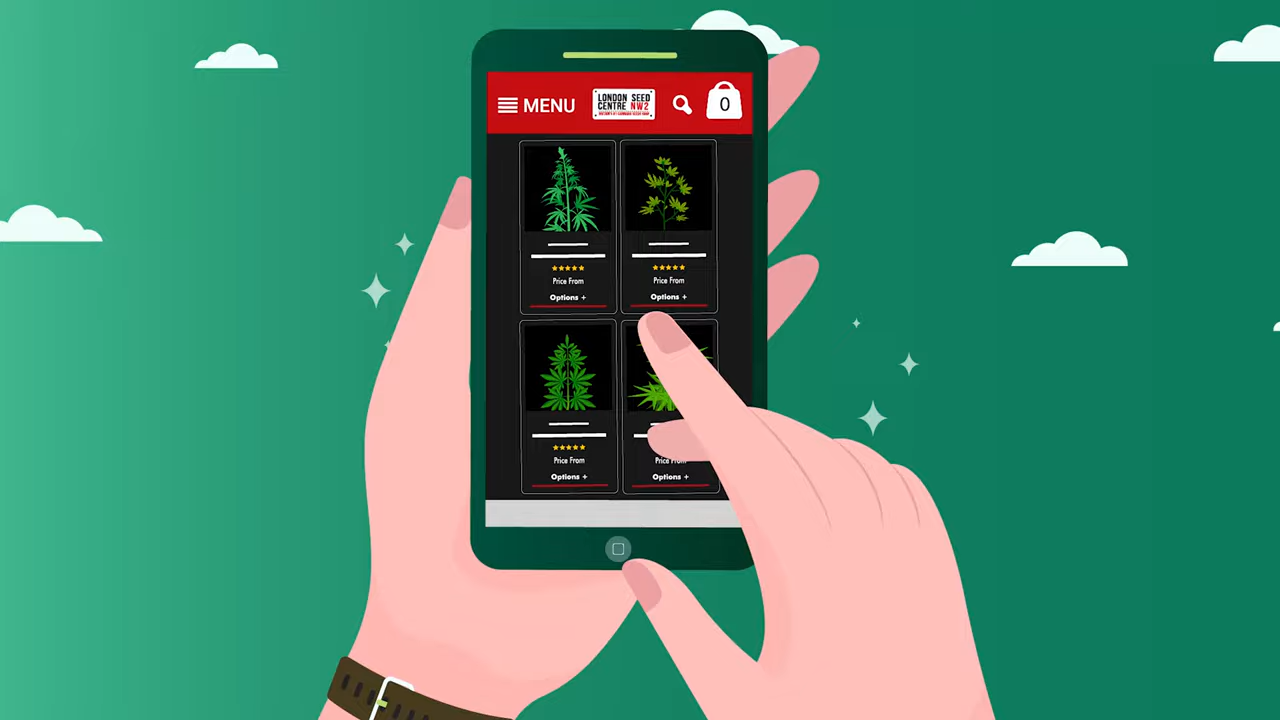 MENU
LONDON SEED
CENTRE NW2
0
Price From
Options +
Price From
Options +
Price From
Options +
Price From
Options +